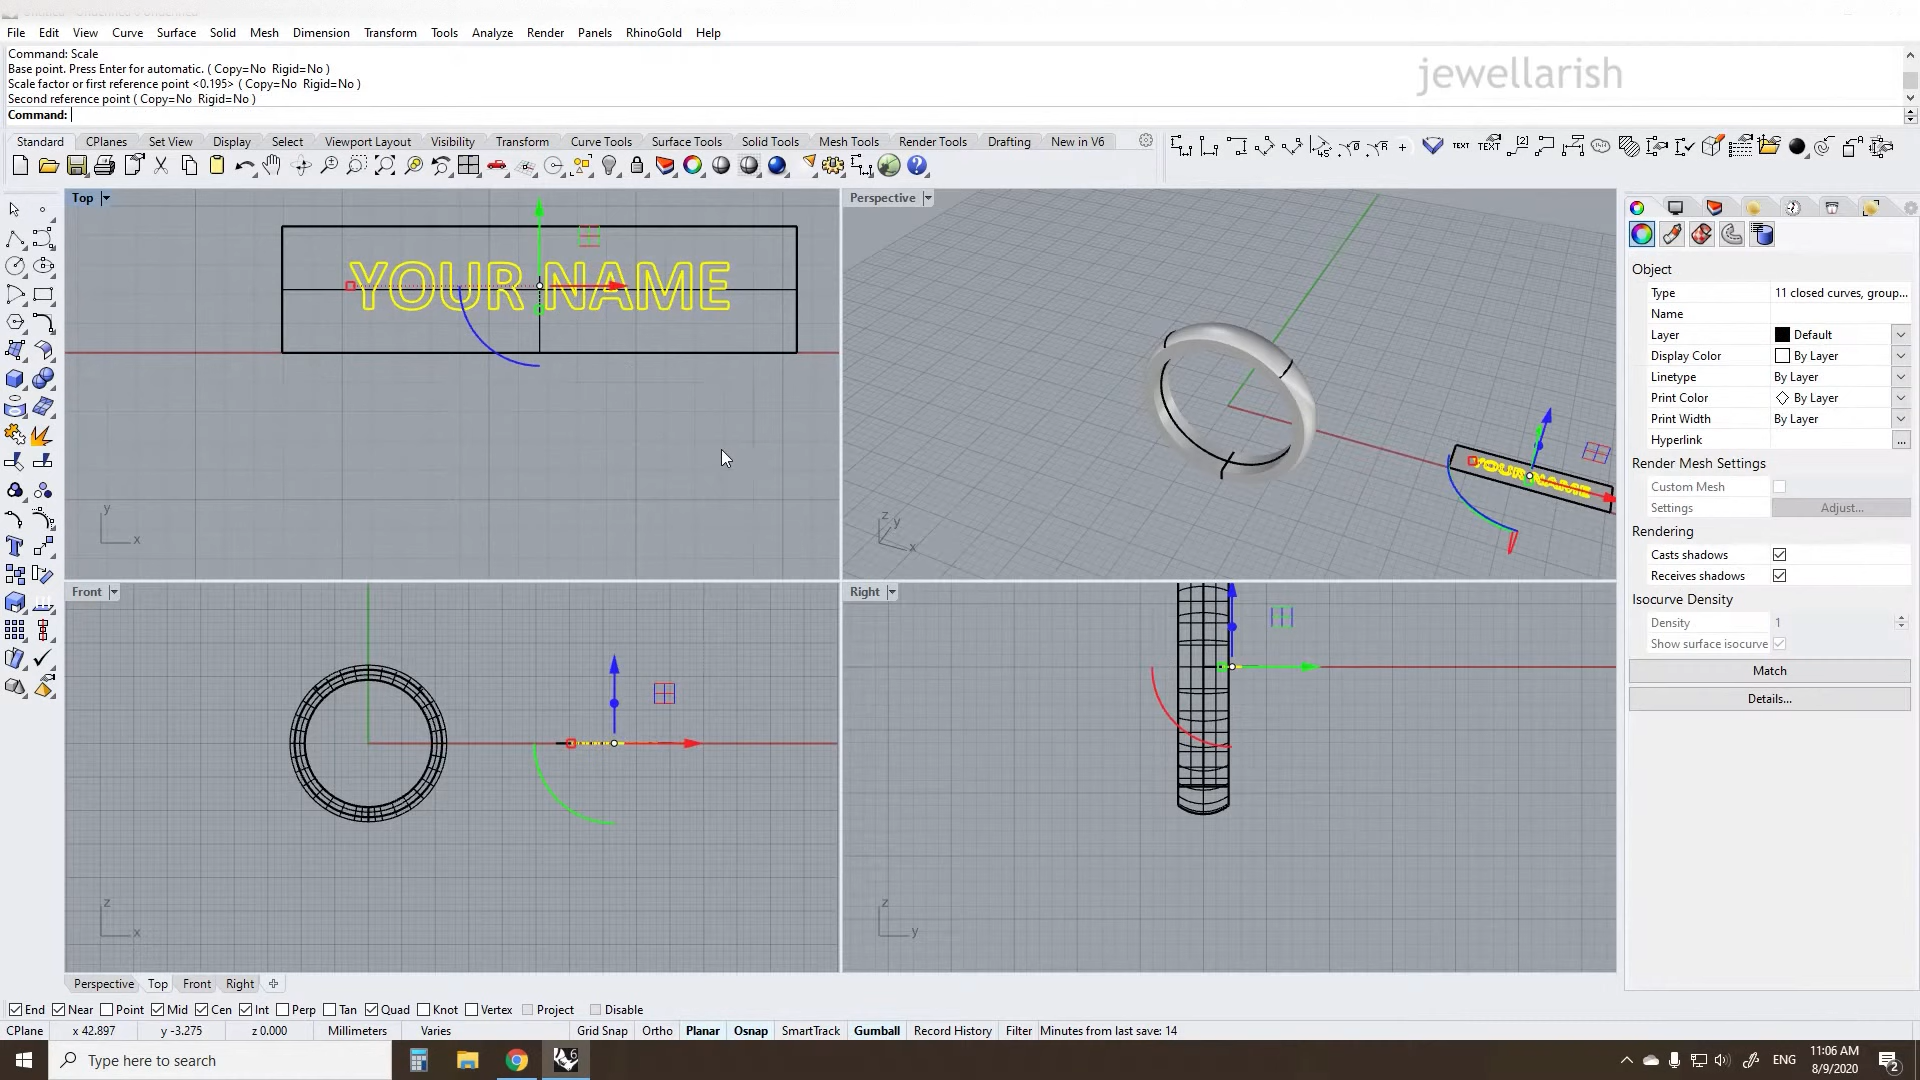 File Edit View Curve Surface Solid Mesh Dimension Transform Tools Analyze Render Panels RhinoGold Help
Command: Scale
Base point. Press Enter for automatic. ( Copy=No Rigid=No )
Scale factor or first reference point <0.195> ( Copy=No Rigid=No )
Second reference point ( Copy=No Rigid=No )
Command:
jewellarish
Standard CPlanes Set View Display Select Viewport Layout Visibility Transform Curve Tools Surface Tools Solid Tools Mesh Tools Render Tools Drafting New in V6
TEXT TEXT
Top
YOUR NAME
y
x
Perspective
YOUR NAME
z
y
x
Front
z
x
Right
z
y
Object
Type 11 closed curves, group...
Name
Layer Default
Display Color By Layer
Linetype By Layer
Print Color By Layer
Print Width By Layer
Hyperlink ...
Render Mesh Settings
Custom Mesh
Settings Adjust...
Rendering
Casts shadows
Receives shadows
Isocurve Density
Density 1
Show surface isocurve
Match
Details...
Perspective Top Front Right
End Near Point Mid Cen Int Perp Tan Quad Knot Vertex Project Disable
CPlane x 42.897 y -3.275 z 0.000 Millimeters Varies Grid Snap Ortho Planar Osnap SmartTrack Gumball Record History Filter Minutes from last save: 14
Type here to search
6
ENG
11:06 AM
8/9/2020
2